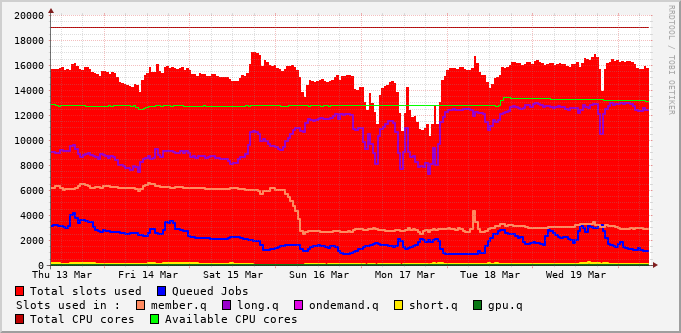 20000
18000
16000
14000
12000
10000
8000
6000
4000
2000
0
Thu 13 Mar Fri 14 Mar Sat 15 Mar Sun 16 Mar Mon 17 Mar Tue 18 Mar Wed 19 Mar
Total slots used Queued Jobs
Slots used in : member.q long.q ondemand.q short.q gpu.q
Total CPU cores Available CPU cores
RRDTOOL / TOBI OETIKER